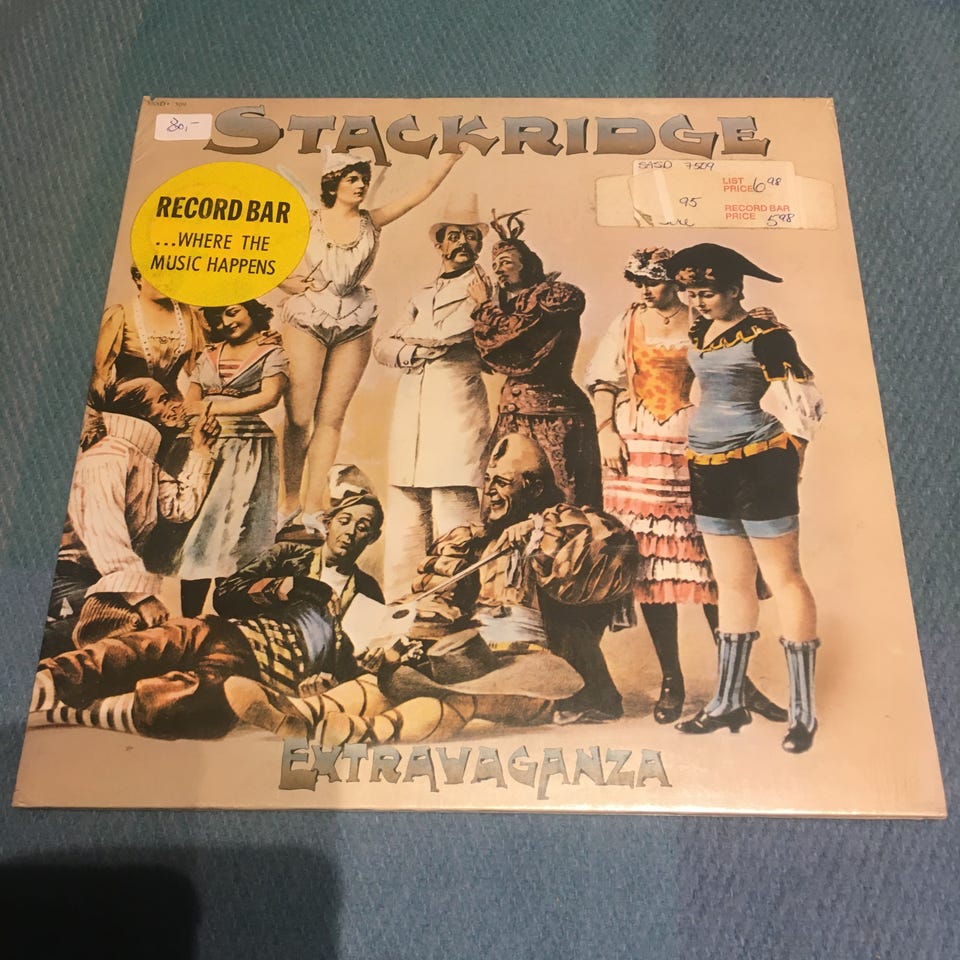 80,-
STACKRIDGE
RECORD BAR
...WHERE THE
MUSIC HAPPENS
SASD 7509
LIST
PRICE 6 98
95
RECORD BAR
PRICE 5 98
EXTRAVAGANZA